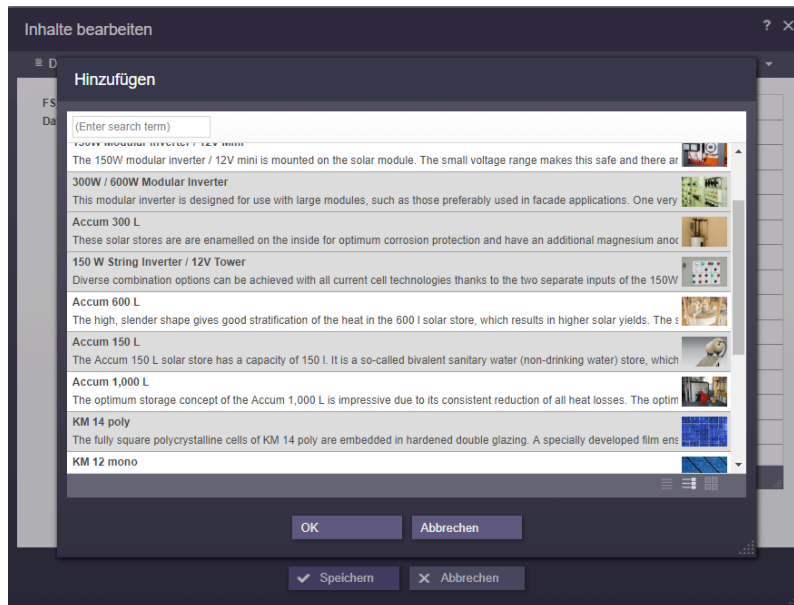 Inhalte bearbeiten
?
D
Hinzufügen
FS
Da
(Enter search term)
150W Modular Inverter / 12V Mini
The 150W modular inverter / 12V mini is mounted on the solar module. The small voltage range makes this safe and there ar
300W / 600W Modular Inverter
This modular inverter is designed for use with large modules, such as those preferably used in facade applications. One very
Accum 300 L
These solar stores are are enamelled on the inside for optimum corrosion protection and have an additional magnesium anoc
150 W String Inverter / 12V Tower
Diverse combination options can be achieved with all current cell technologies thanks to the two separate inputs of the 150W
Accum 600 L
The high, slender shape gives good stratification of the heat in the 600 l solar store, which results in higher solar yields. The s
Accum 150 L
The Accum 150 L solar store has a capacity of 150 l. It is a so-called bivalent sanitary water (non-drinking water) store, which
Accum 1,000 L
The optimum storage concept of the Accum 1,000 L is impressive due to its consistent reduction of all heat losses. The optim
KM 14 poly
The fully square polycrystalline cells of KM 14 poly are embedded in hardened double glazing. A specially developed film ens
KM 12 mono
OK
Abbrechen
Speichern
Abbrechen